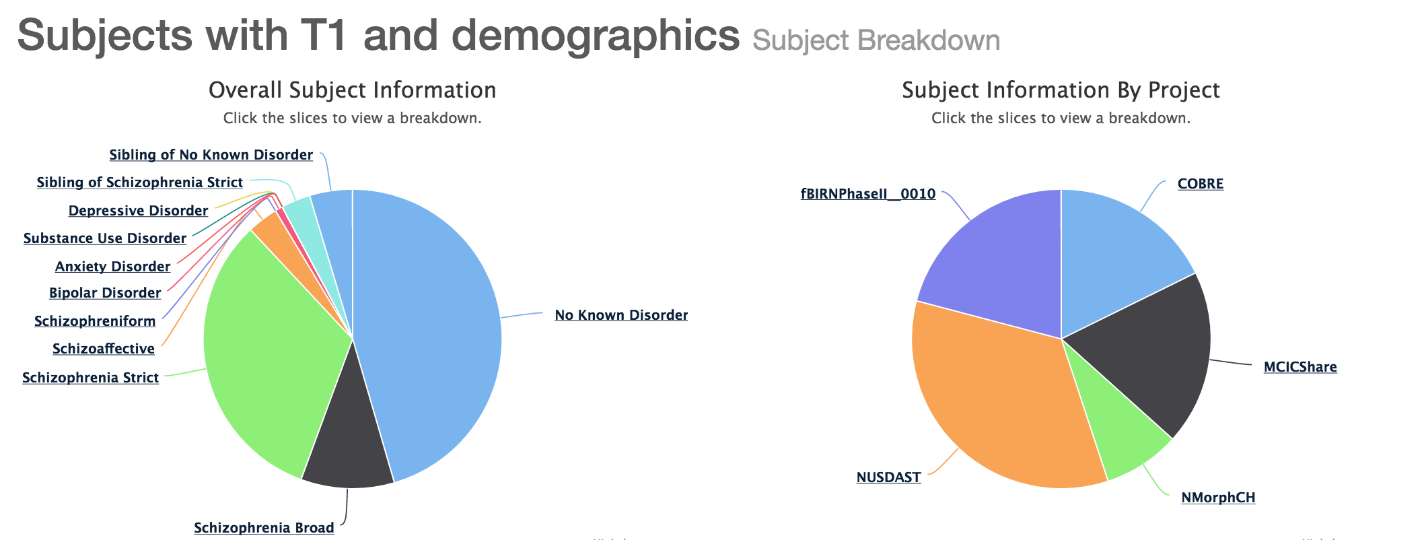 Subjects with T1 and demographics Subject Breakdown
Overall Subject Information
Click the slices to view a breakdown.
Sibling of No Known Disorder
Sibling of Schizophrenia Strict
Depressive Disorder
Substance Use Disorder
Anxiety Disorder
Bipolar Disorder
Schizophreniform
Schizoaffective
Schizophrenia Strict
No Known Disorder
Schizophrenia Broad
Subject Information By Project
Click the slices to view a breakdown.
fBIRNPhaseII__0010
COBRE
MCICShare
NUSDAST
NMorphCH